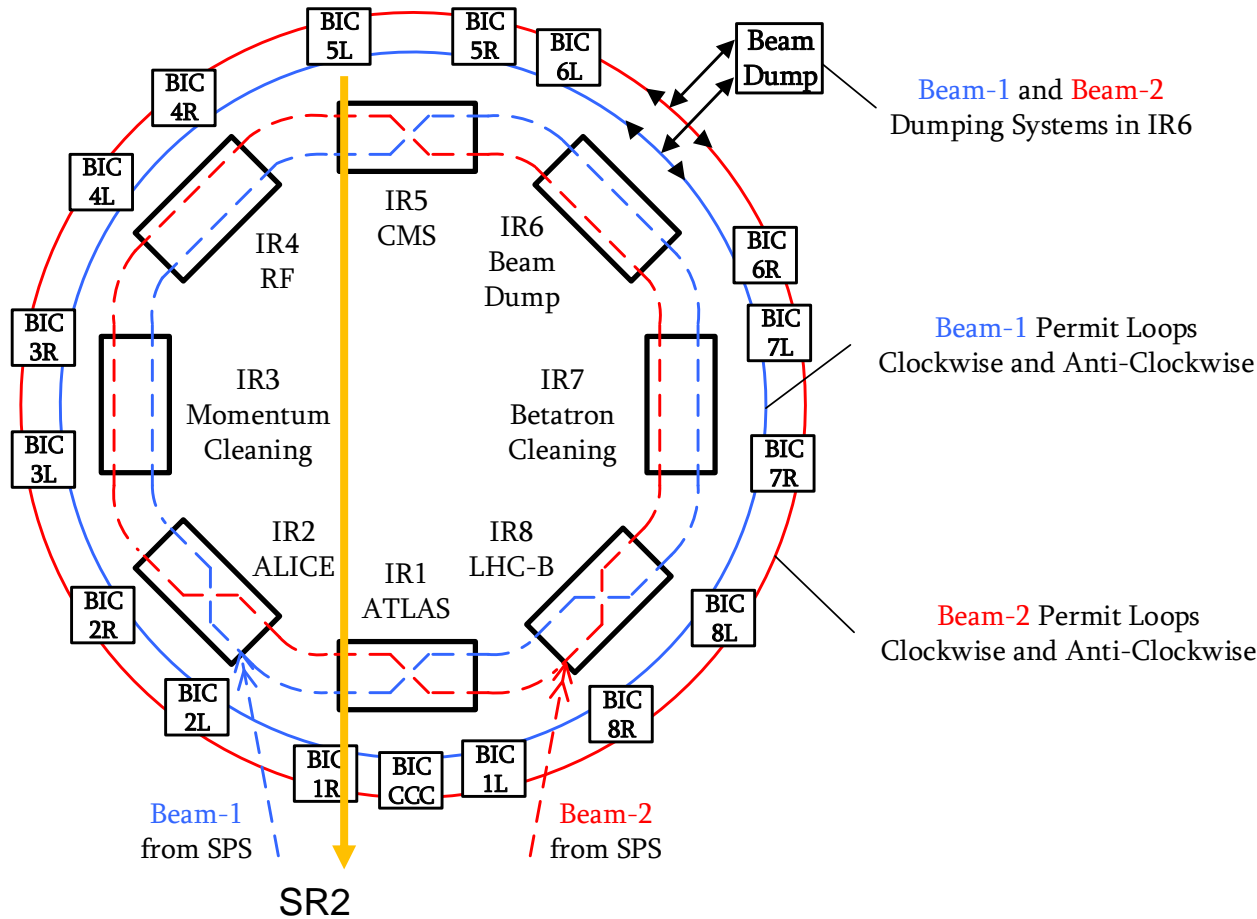 BIC
5L
BIC
5R
BIC
6L
Beam
Dump
BIC
4R
Beam-1 and Beam-2
Dumping Systems in IR6
BIC
4L
IR5
CMS
IR4
RF
IR6
Beam
Dump
BIC
6R
BIC
3R
BIC
7L
Beam-1 Permit Loops
Clockwise and Anti-Clockwise
IR3
Momentum
Cleaning
IR7
Betatron
Cleaning
BIC
3L
BIC
7R
IR2
ALICE
IR8
LHC-B
IR1
ATLAS
BIC
2R
BIC
8L
Beam-2 Permit Loops
Clockwise and Anti-Clockwise
BIC
2L
BIC
8R
BIC
1R
BIC
CCC
BIC
1L
Beam-1
from SPS
Beam-2
from SPS
SR2